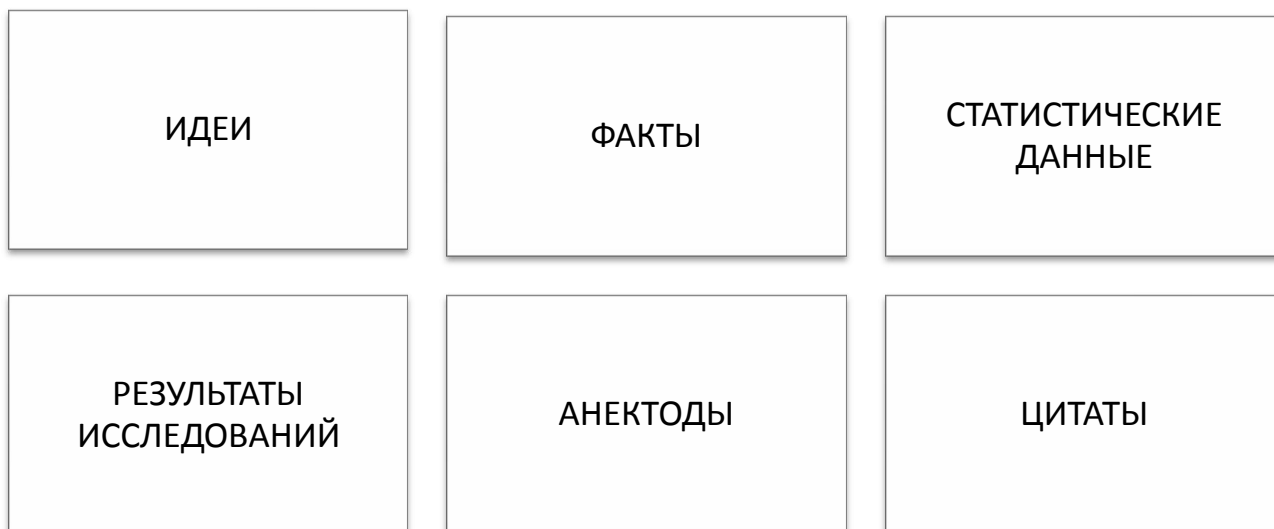 ИДЕИ
ФАКТЫ
СТАТИСТИЧЕСКИЕ
ДАННЫЕ
РЕЗУЛЬТАТЫ
ИССЛЕДОВАНИЙ
АНЕКТОДЫ
ЦИТАТЫ